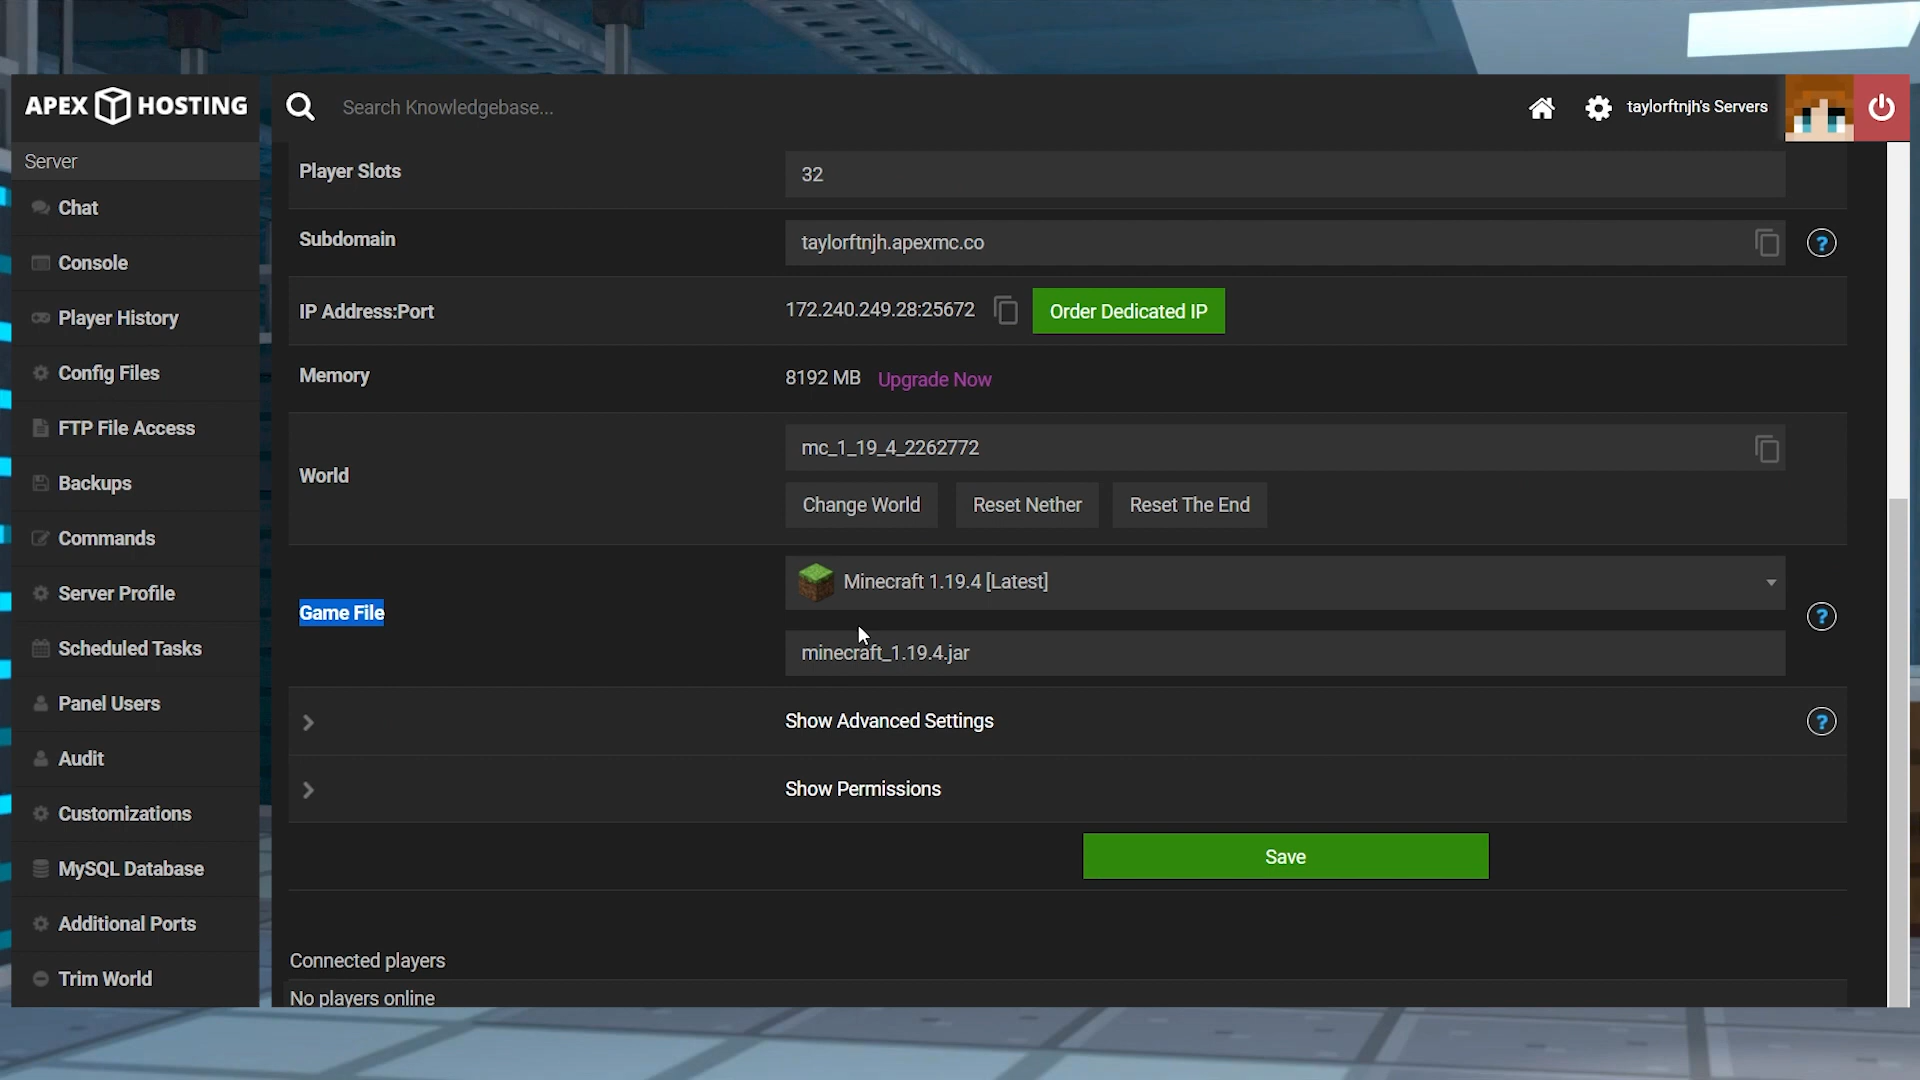 APEX HOSTING
Search Knowledgebase...
taylorftnjh's Servers
Server
Chat
Console
Player History
Config Files
FTP File Access
Backups
Commands
Server Profile
Scheduled Tasks
Panel Users
Audit
Customizations
MySQL Database
Additional Ports
Trim World
Player Slots
32
Subdomain
taylorftnjh.apexmc.co
?
IP Address:Port
172.240.249.28:25672
Order Dedicated IP
Memory
8192 MB Upgrade Now
World
mc_1_19_4_2262772
Change World
Reset Nether
Reset The End
Game File
Minecraft 1.19.4 [Latest]
?
minecraft_1.19.4.jar
Show Advanced Settings
?
Show Permissions
Save
Connected players
No players online